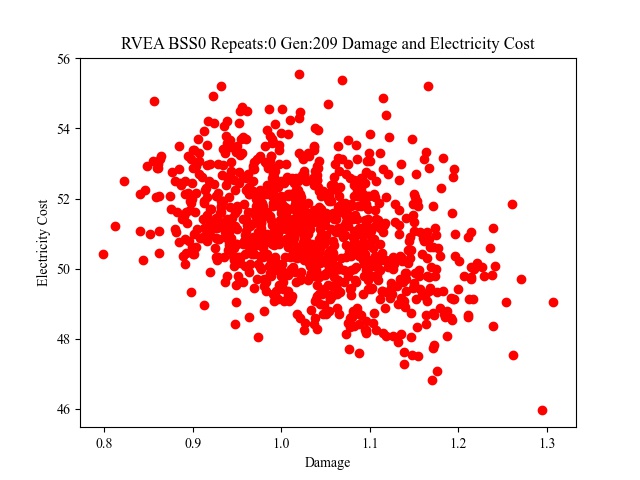 RVEA BSS0 Repeats:0 Gen:209 Damage and Electricity Cost
56
54
52
50
48
46
Electricity Cost
0.8 0.9 1.0 1.1 1.2 1.3
Damage